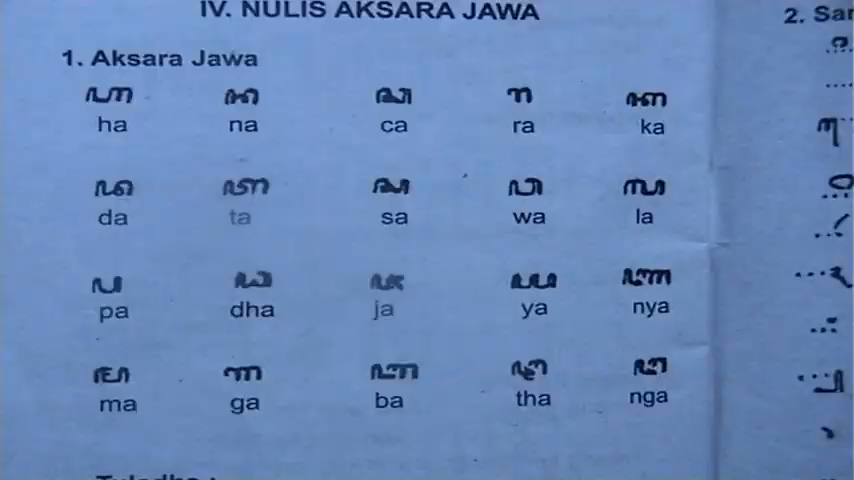 IV. NULIS AKSARA JAWA
1. Aksara Jawa
ꦲ ꦤ ꦕ ꦫ ꦏ
ha na ca ra ka
ꦢ ꦠ ꦱ ꦮ ꦭ
da ta sa wa la
ꦥ ꦝ ꦗ ꦪ ꦚ
pa dha ja ya nya
ꦩ ꦒ ꦧ ꦛ ꦔ
ma ga ba tha nga
2.